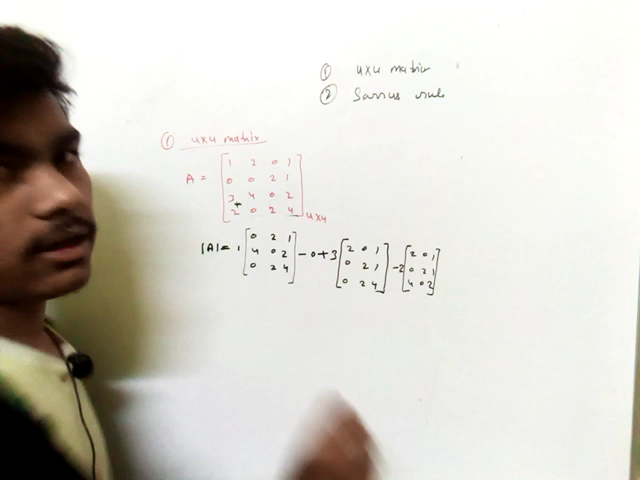 ① 4x4 matrix
② Sarrus rule
① 4x4 matrix
A = [1 2 0 1
0 0 2 1
3 4 0 2
2 0 2 4] 4x4
|A| = 1 [0 2 1 - 0 + 3 [2 0 1 - 2 [2 0 1
4 0 2 0 2 1 0 2 1
0 2 4] 0 2 4] 4 0 2]